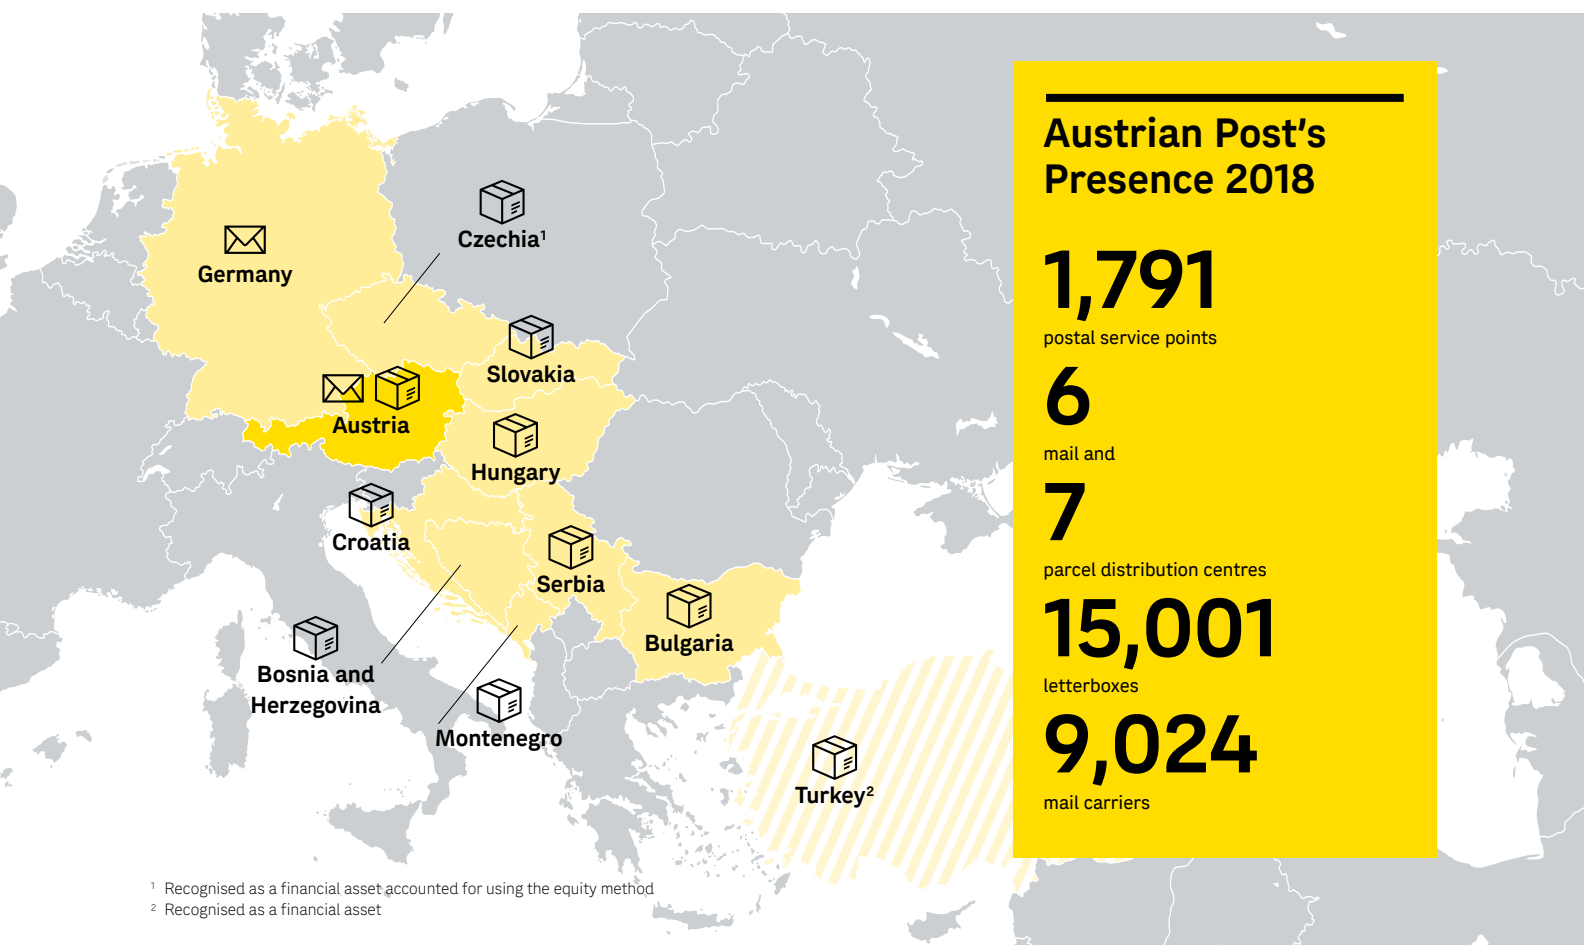 Austrian Post's
Presence 2018
1,791
postal service points
6
mail and
7
parcel distribution centres
15,001
letterboxes
9,024
mail carriers
Czechia¹
Germany
Slovakia
Austria
Hungary
Croatia
Serbia
Bulgaria
Bosnia and
Herzegovina
Montenegro
Turkey²
¹ Recognised as a financial asset accounted for using the equity method
² Recognised as a financial asset